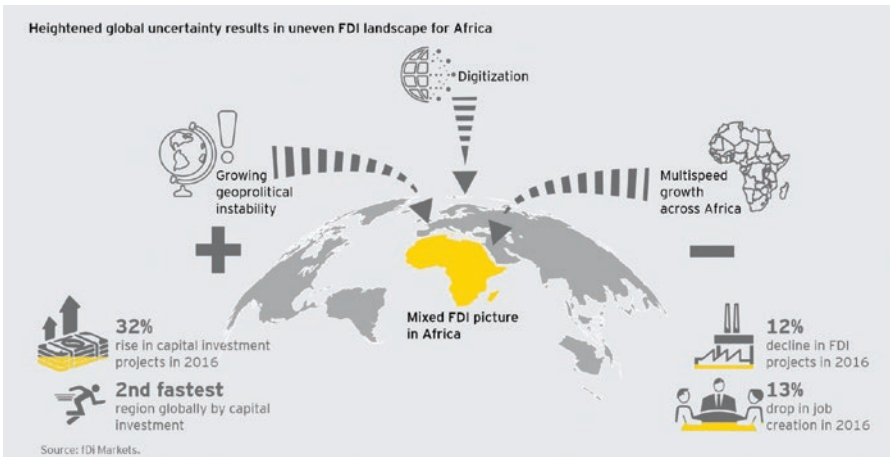 Heightened global uncertainty results in uneven FDI landscape for Africa
Digitization
Growing
geoprolitical
instability
Multispeed
growth
across Africa
Mixed FDI picture
in Africa
32%
rise in capital investment
projects in 2016
2nd fastest
region globally by capital
investment
12%
decline in FDI
projects in 2016
13%
drop in job
creation in 2016
Source: fDi Markets.